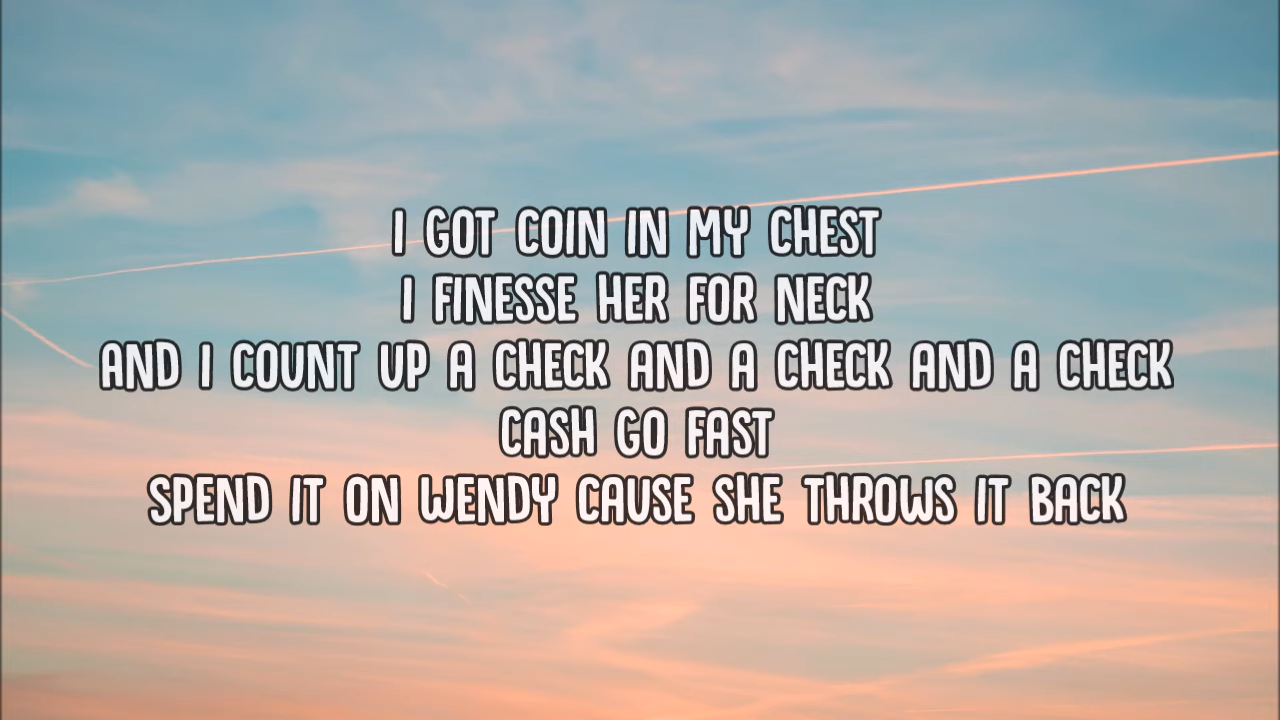 I GOT COIN IN MY CHEST
I FINESSE HER FOR NECK
AND I COUNT UP A CHECK AND A CHECK AND A CHECK
CASH GO FAST
SPEND IT ON WENDY CAUSE SHE THROWS IT BACK